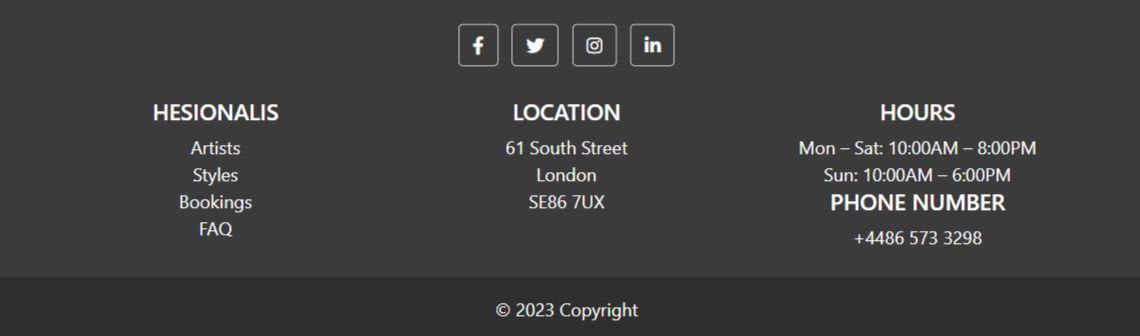 HESIONALIS
Artists
Styles
Bookings
FAQ
LOCATION
61 South Street
London
SE86 7UX
HOURS
Mon – Sat: 10:00AM – 8:00PM
Sun: 10:00AM – 6:00PM
PHONE NUMBER
+4486 573 3298
© 2023 Copyright